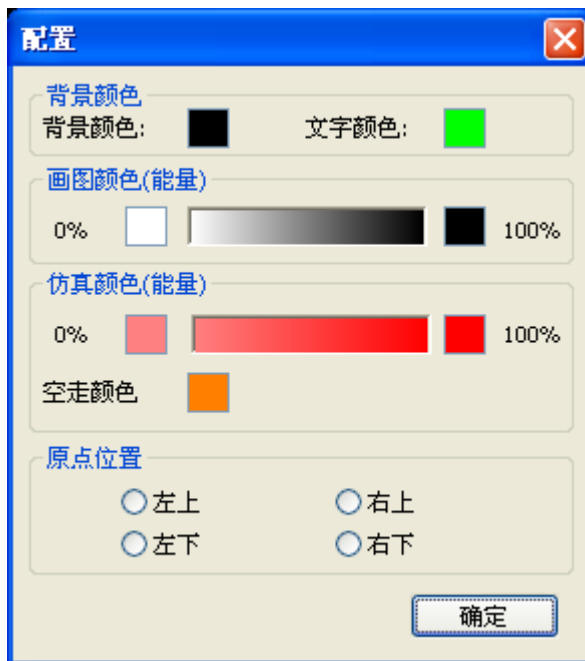 配置
背景颜色
背景颜色: 文字颜色:
画图颜色(能量)
0% 100%
仿真颜色(能量)
0% 100%
空走颜色
原点位置
左上 右上
左下 右下
确定